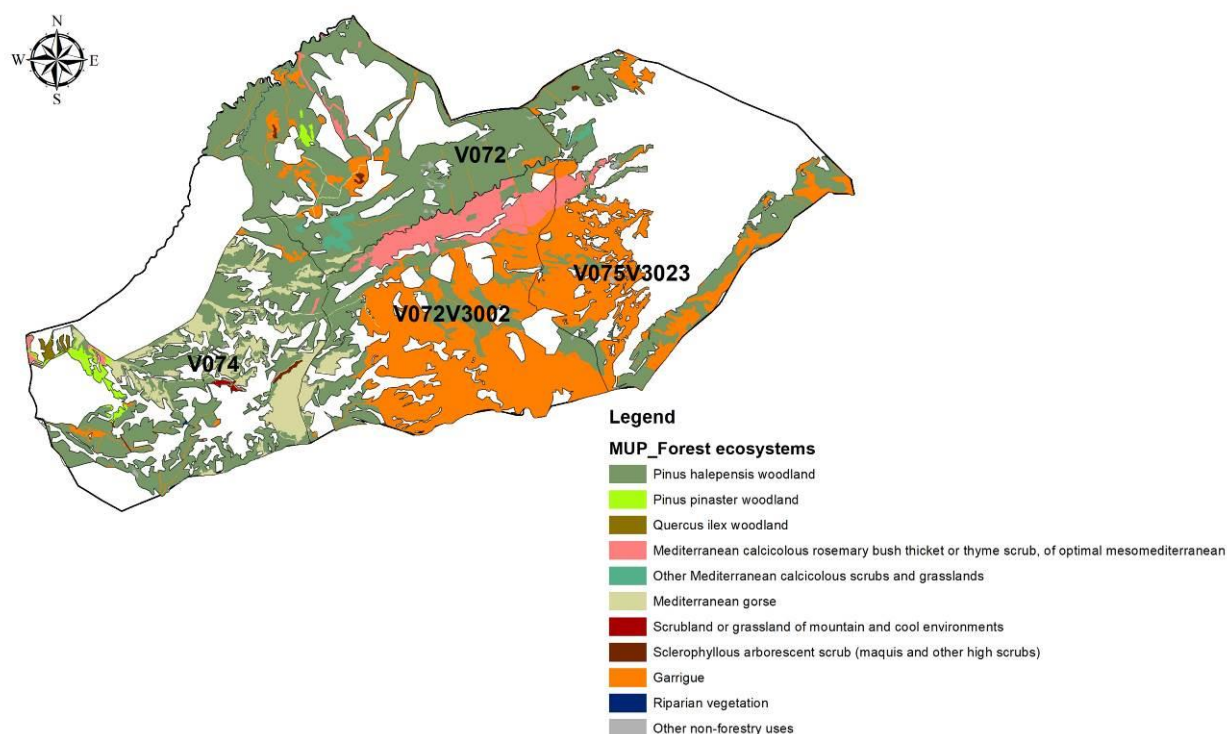 N
W E
S
V072
V075V3023
V072V3002
V074
Legend
MUP_Forest ecosystems
Pinus halepensis woodland
Pinus pinaster woodland
Quercus ilex woodland
Mediterranean calcicolous rosemary bush thicket or thyme scrub, of optimal mesomediterranean
Other Mediterranean calcicolous scrubs and grasslands
Mediterranean gorse
Scrubland or grassland of mountain and cool environments
Sclerophyllous arborescent scrub (maquis and other high scrubs)
Garrigue
Riparian vegetation
Other non-forestry uses